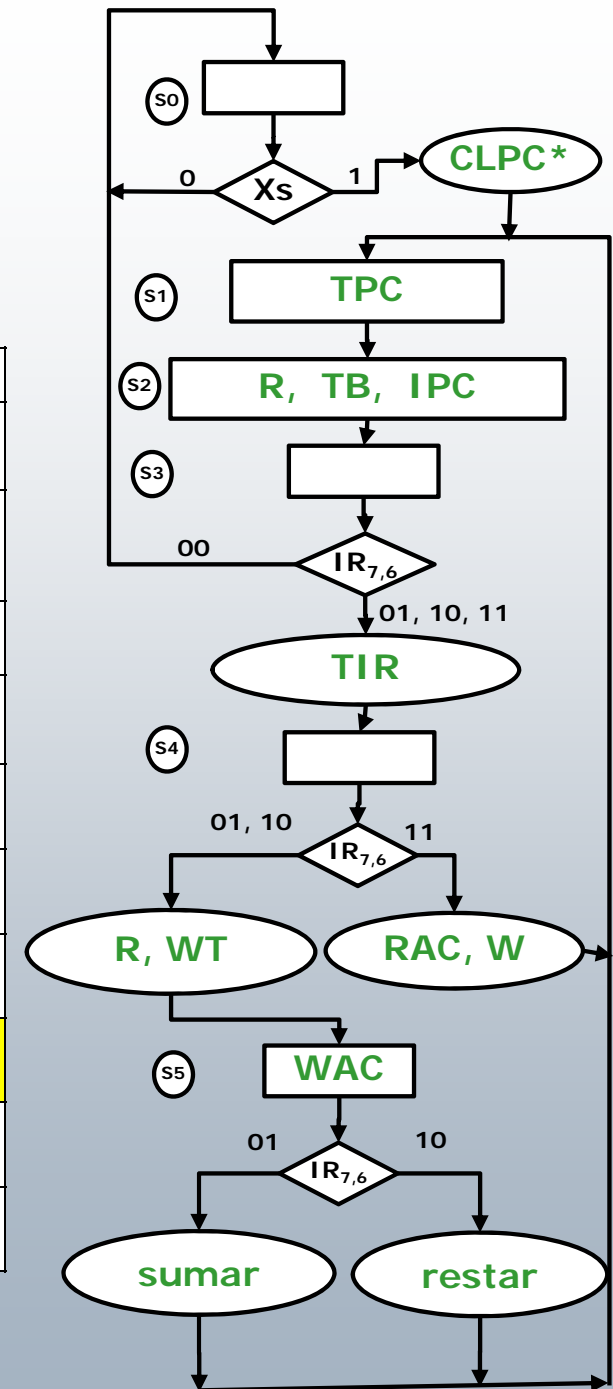 S0
0
Xs
1
CLPC*
S1
TPC
S2
R, TB, IPC
S3
00
IR7,6
01, 10, 11
TIR
S4
01, 10
IR7,6
11
R, WT
RAC, W
S5
WAC
01
IR7,6
10
sumar
restar